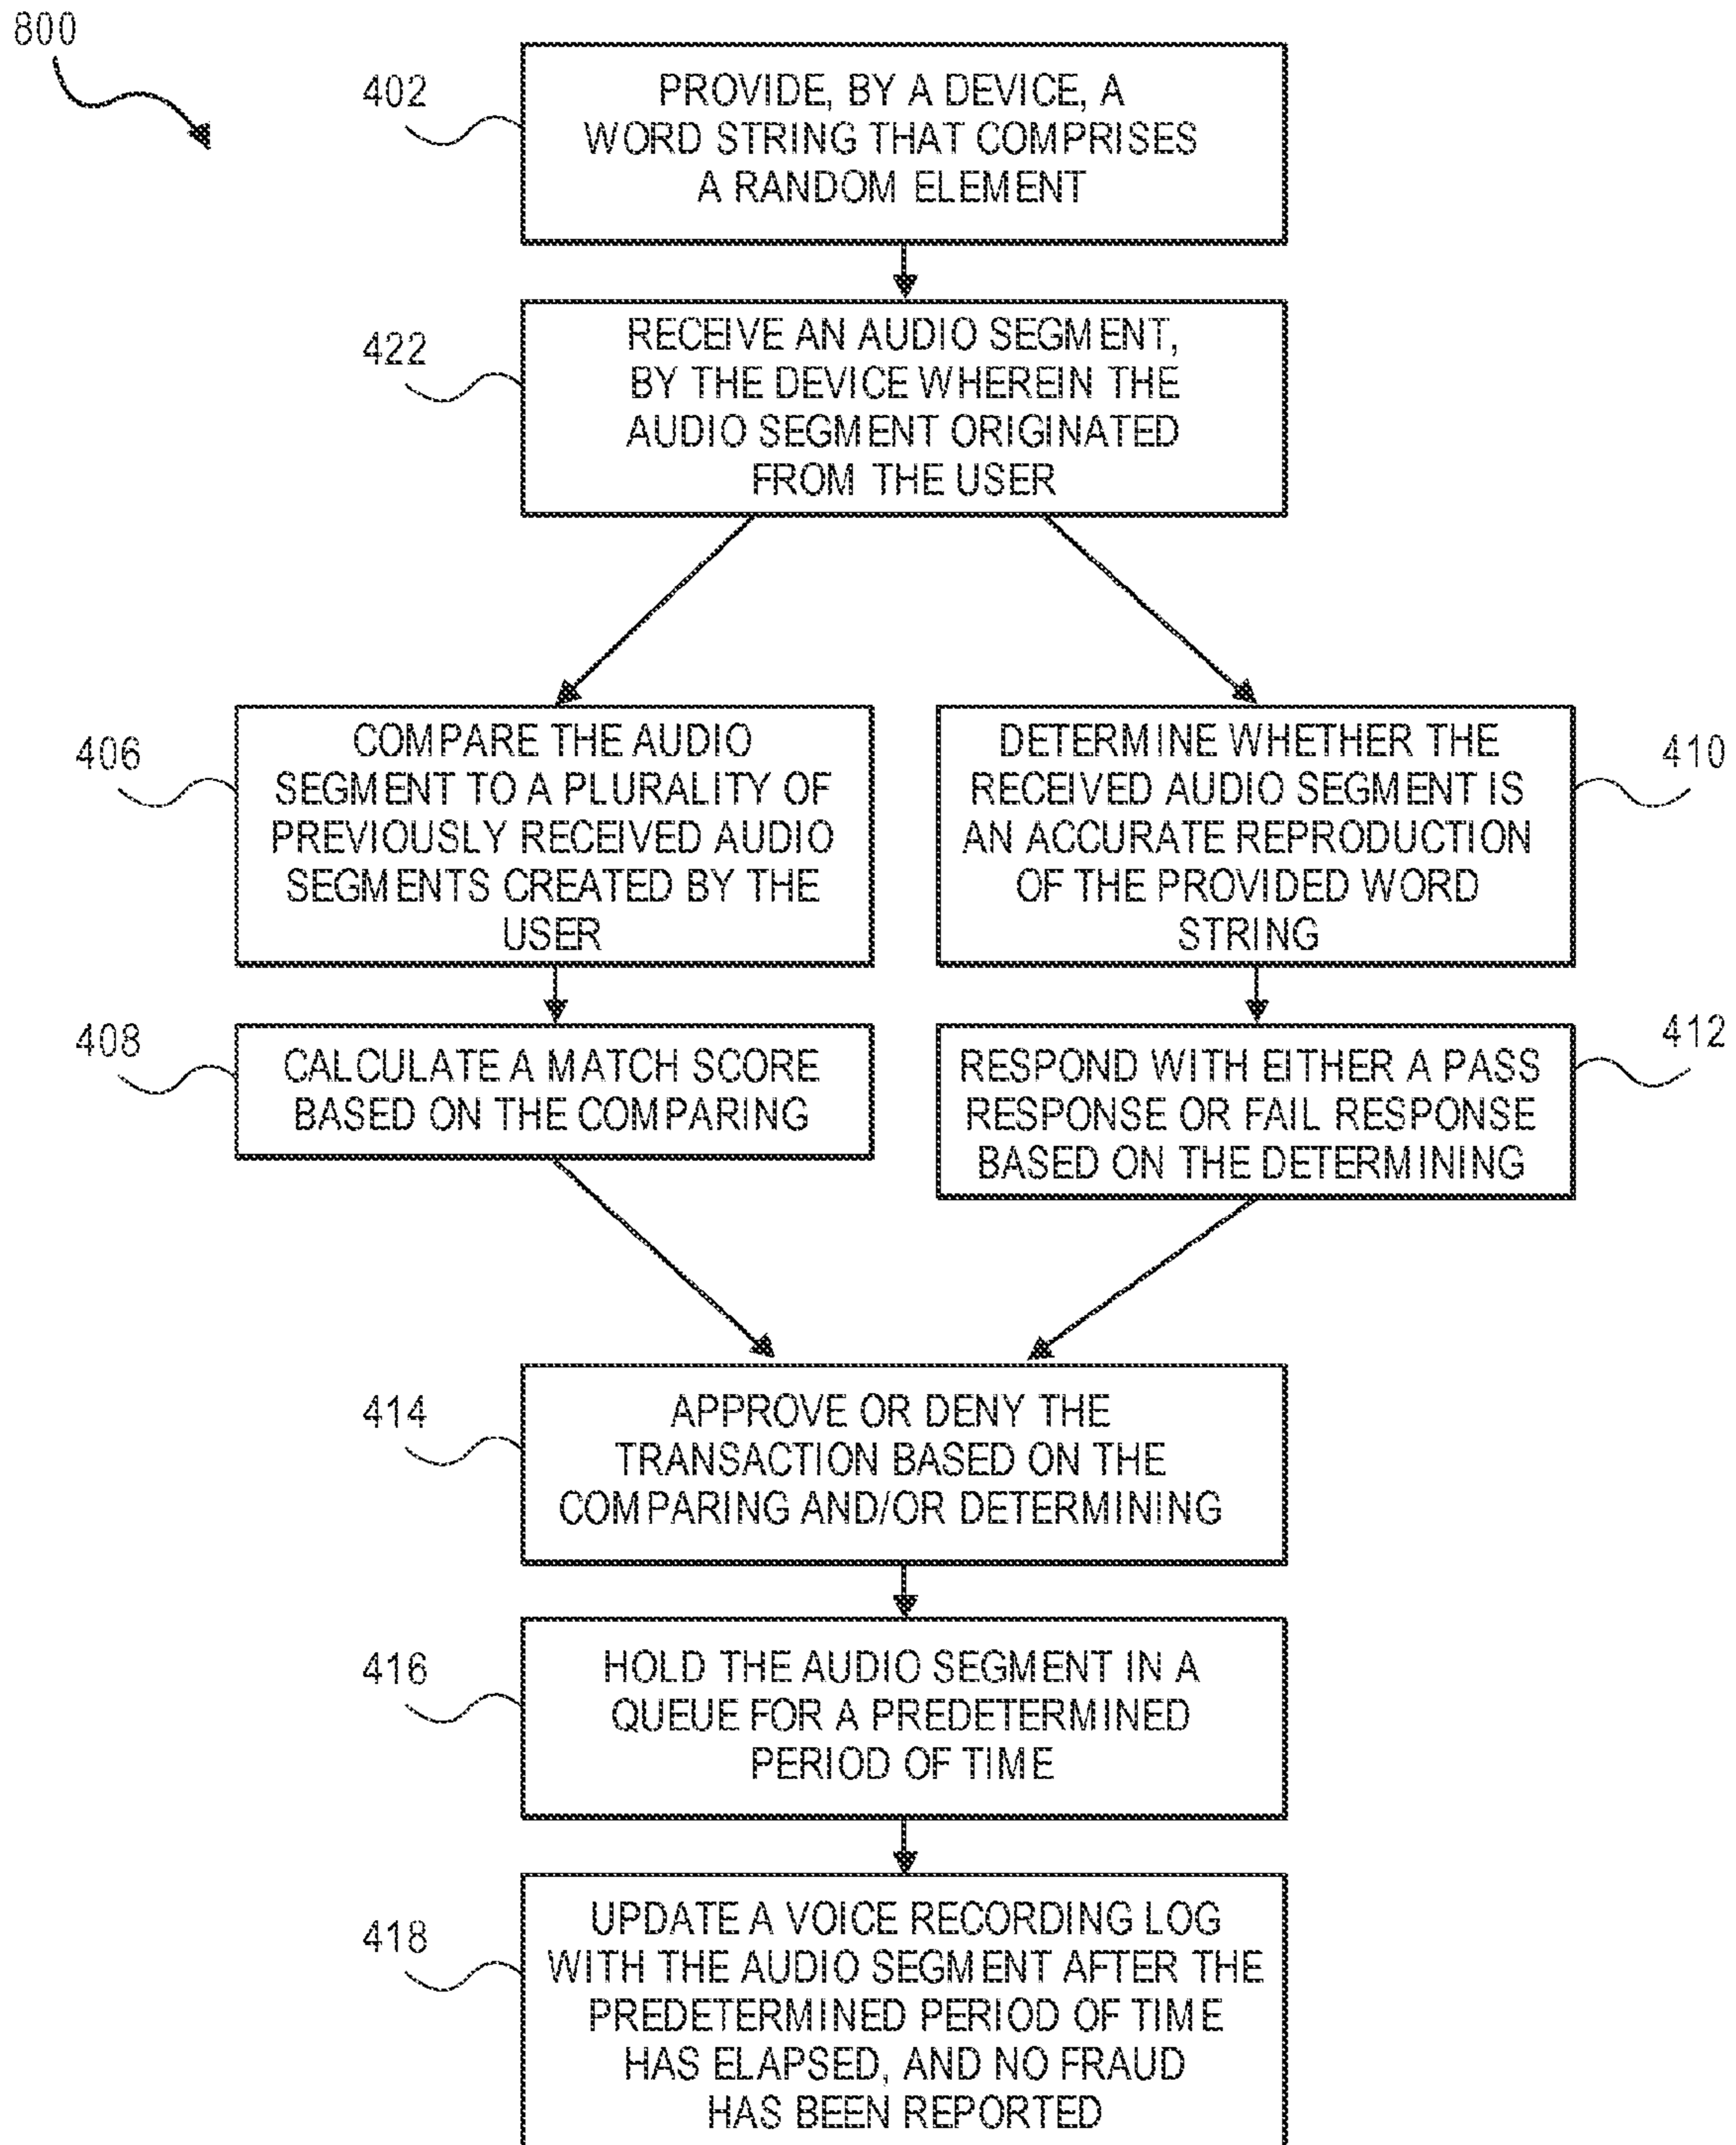 800
402
PROVIDE, BY A DEVICE, A
WORD STRING THAT COMPRISES
A RANDOM ELEMENT
422
RECEIVE AN AUDIO SEGMENT,
BY THE DEVICE WHEREIN THE
AUDIO SEGMENT ORIGINATED
FROM THE USER
406
COMPARE THE AUDIO
SEGMENT TO A PLURALITY OF
PREVIOUSLY RECEIVED AUDIO
SEGMENTS CREATED BY THE
USER
410
DETERMINE WHETHER THE
RECEIVED AUDIO SEGMENT IS
AN ACCURATE REPRODUCTION
OF THE PROVIDED WORD
STRING
408
CALCULATE A MATCH SCORE
BASED ON THE COMPARING
412
RESPOND WITH EITHER A PASS
RESPONSE OR FAIL RESPONSE
BASED ON THE DETERMINING
414
APPROVE OR DENY THE
TRANSACTION BASED ON THE
COMPARING AND/OR DETERMINING
416
HOLD THE AUDIO SEGMENT IN A
QUEUE FOR A PREDETERMINED
PERIOD OF TIME
418
UPDATE A VOICE RECORDING LOG
WITH THE AUDIO SEGMENT AFTER THE
PREDETERMINED PERIOD OF TIME
HAS ELAPSED, AND NO FRAUD
HAS BEEN REPORTED